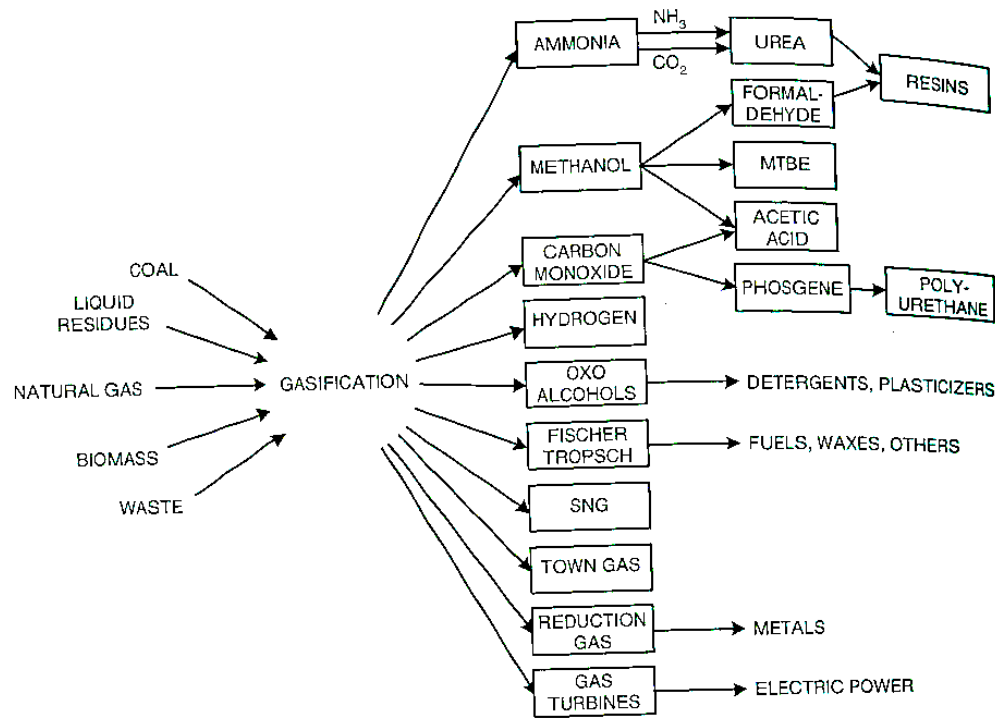 NH3
AMMONIA
CO2
UREA
RESINS
FORMAL-
DEHYDE
METHANOL
MTBE
ACETIC
ACID
CARBON
MONOXIDE
PHOSGENE
POLY-
URETHANE
COAL
LIQUID
RESIDUES
NATURAL GAS
BIOMASS
WASTE
GASIFICATION
HYDROGEN
OXO
ALCOHOLS
DETERGENTS, PLASTICIZERS
FISCHER
TROPSCH
FUELS, WAXES, OTHERS
SNG
TOWN GAS
REDUCTION
GAS
METALS
GAS
TURBINES
ELECTRIC POWER